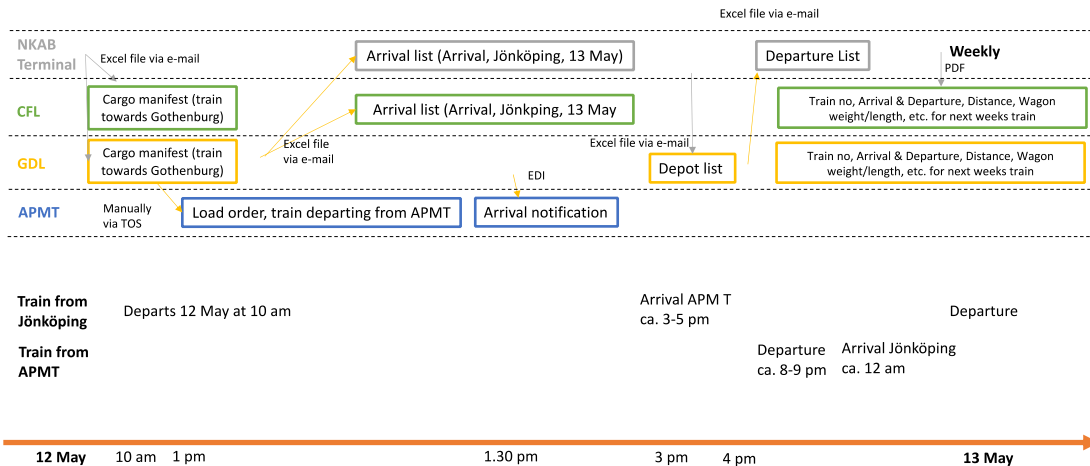 Excel file via e-mail
NKAB
Terminal
Excel file via e-mail
Arrival list (Arrival, Jönköping, 13 May)
Departure List
Weekly
PDF
CFL
Cargo manifest (train
towards Gothenburg)
Arrival list (Arrival, Jönkping, 13 May
Train no, Arrival & Departure, Distance, Wagon
weight/length, etc. for next weeks train
GDL
Cargo manifest (train
towards Gothenburg)
Excel file
via e-mail
Excel file via e-mail
Depot list
Train no, Arrival & Departure, Distance, Wagon
weight/length, etc. for next weeks train
EDI
APMT
Manually
via TOS
Load order, train departing from APMT
Arrival notification
Train from
Jönköping
Departs 12 May at 10 am
Arrival APM T
ca. 3-5 pm
Departure
Train from
APMT
Departure
ca. 8-9 pm
Arrival Jönköping
ca. 12 am
12 May
10 am
1 pm
1.30 pm
3 pm
4 pm
13 May